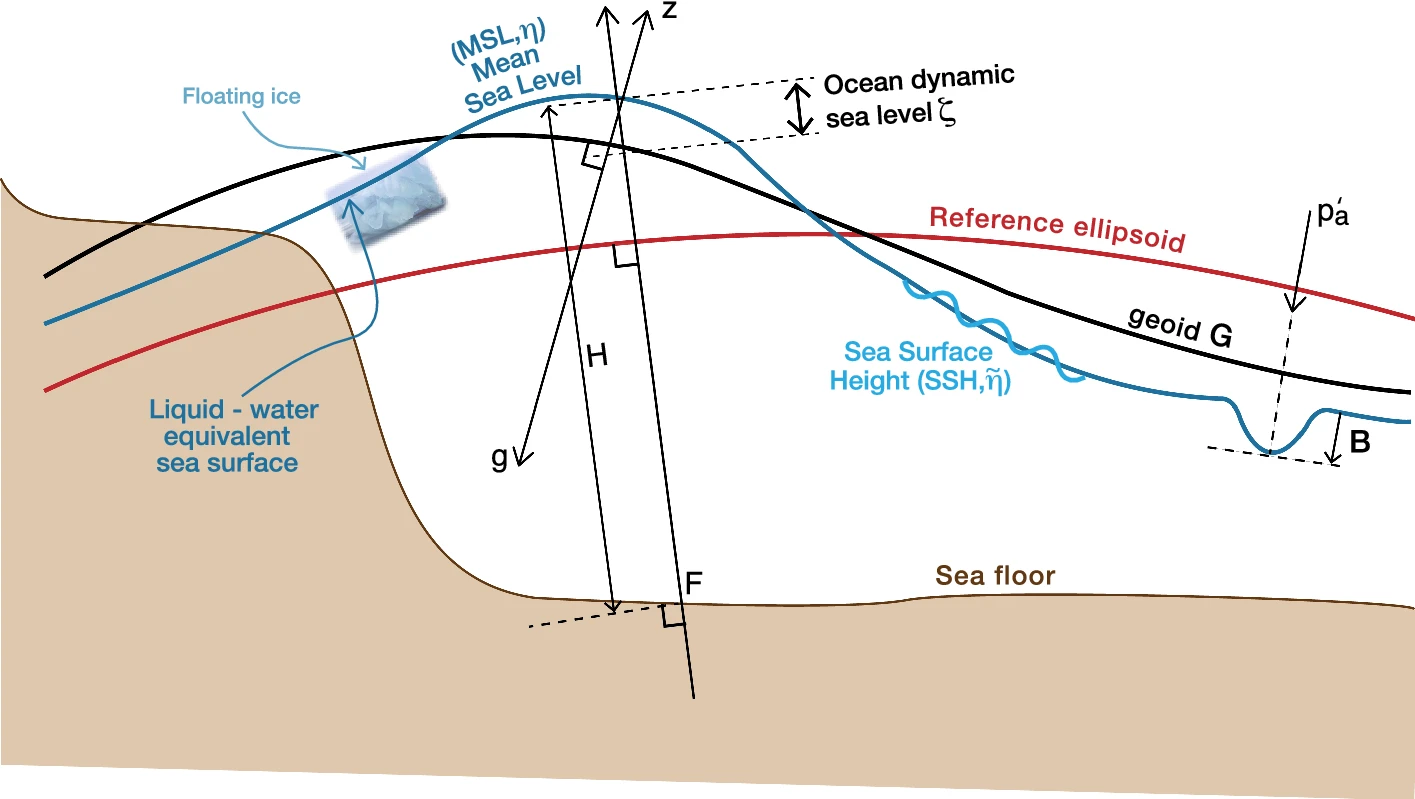 z
(MSL,η)
Mean
Sea Level
Floating ice
Ocean dynamic
sea level ζ
Reference ellipsoid
p′a
geoid G
H
Sea Surface
Height (SSH,η̃)
Liquid - water
equivalent
sea surface
g
B
F
Sea floor